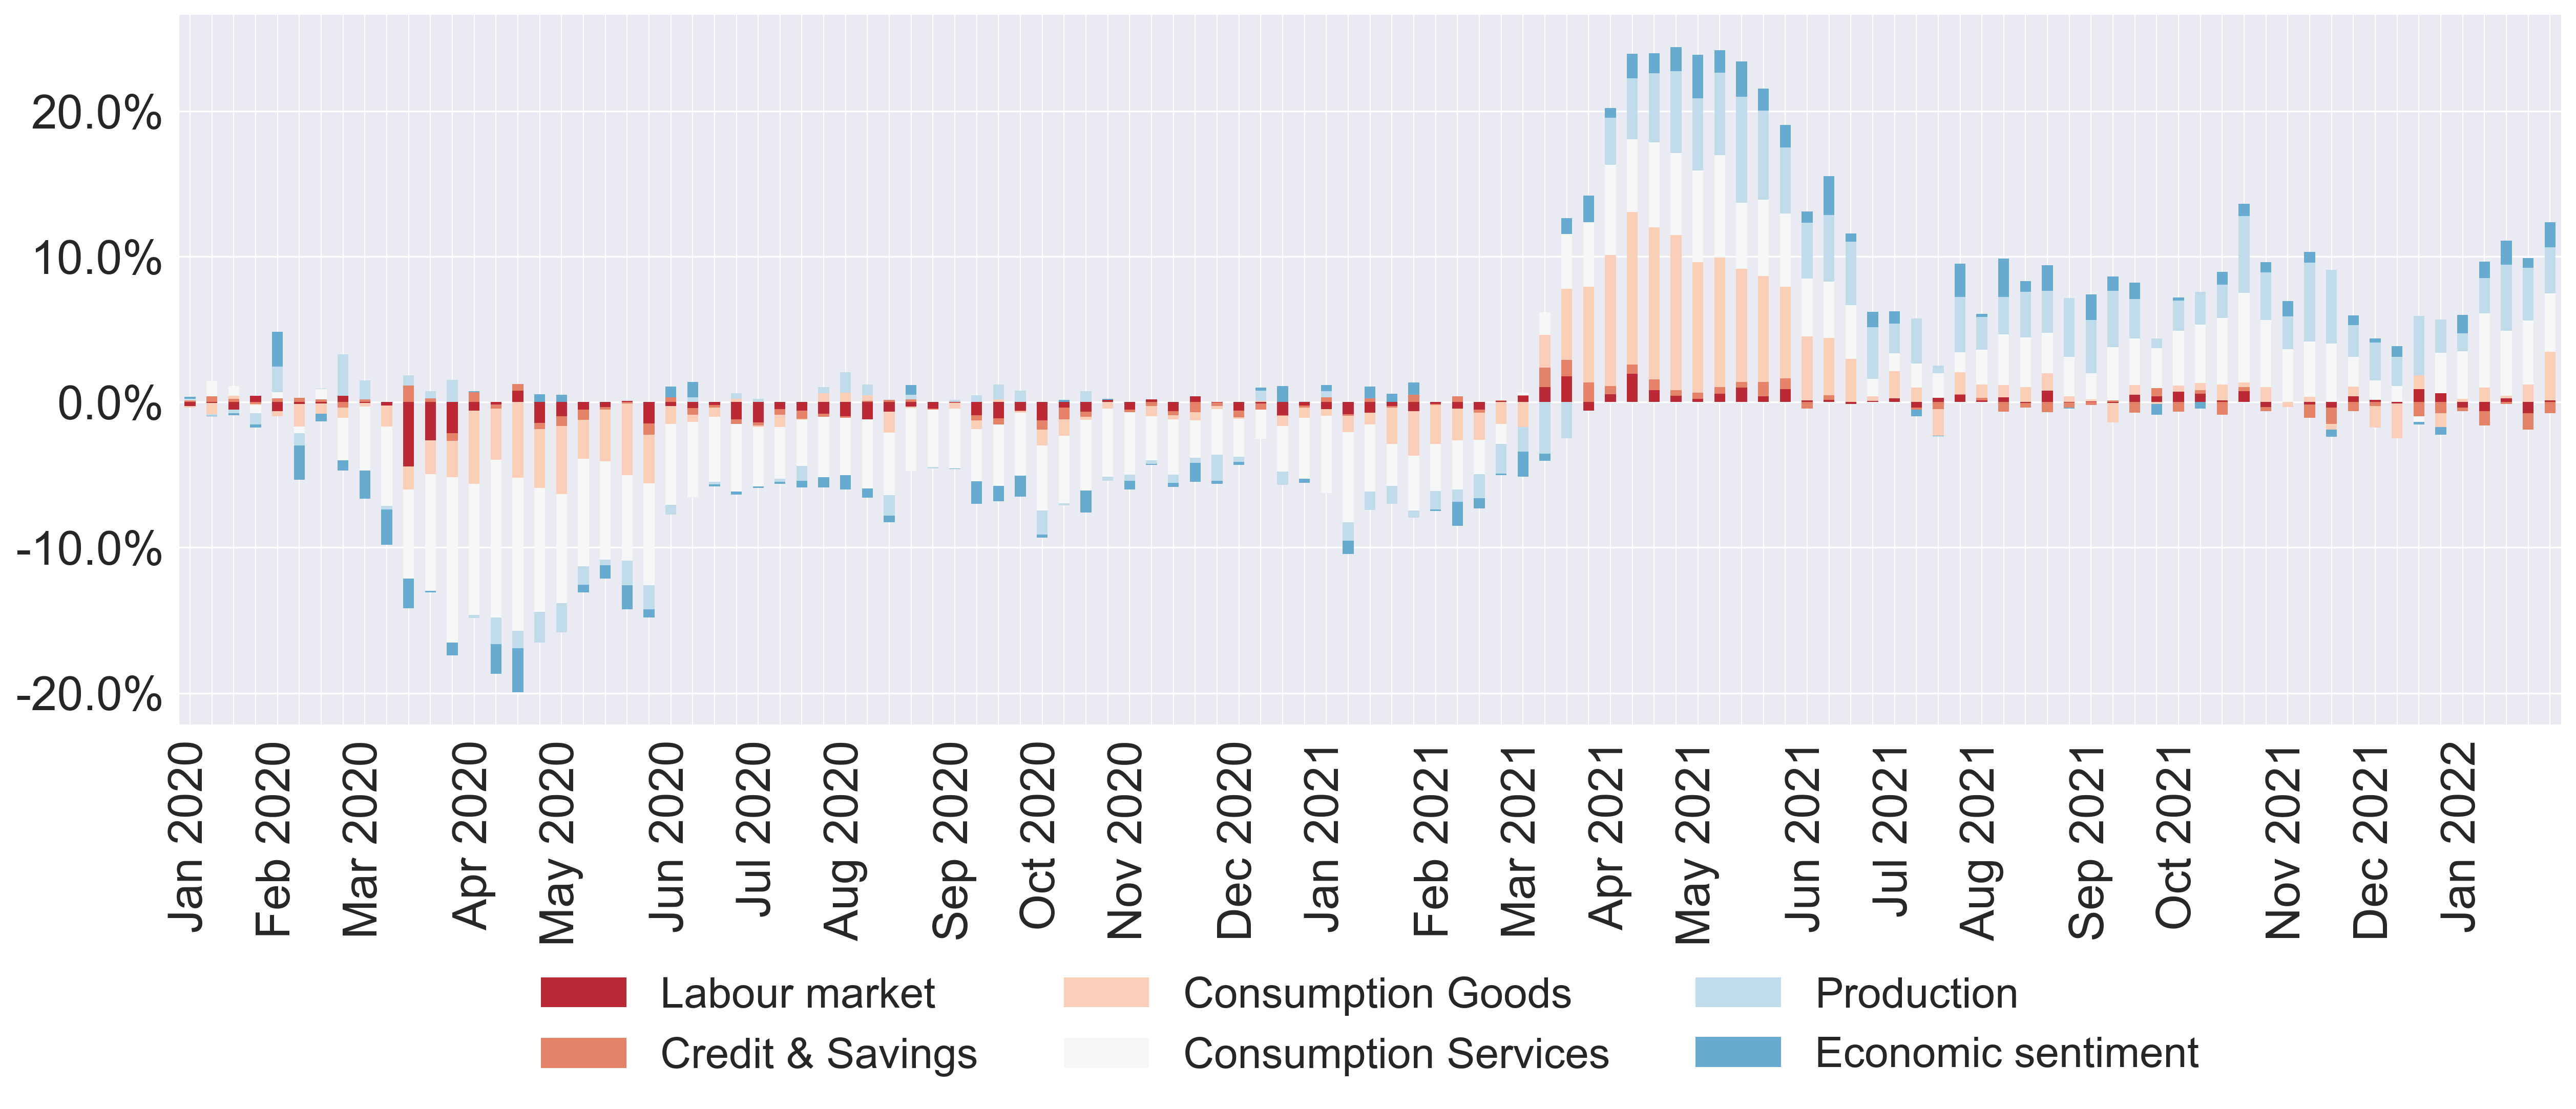 20.0%
10.0%
0.0%
-10.0%
-20.0%
Jan 2020
Feb 2020
Mar 2020
Apr 2020
May 2020
Jun 2020
Jul 2020
Aug 2020
Sep 2020
Oct 2020
Nov 2020
Dec 2020
Jan 2021
Feb 2021
Mar 2021
Apr 2021
May 2021
Jun 2021
Jul 2021
Aug 2021
Sep 2021
Oct 2021
Nov 2021
Dec 2021
Jan 2022
Labour market
Credit & Savings
Consumption Goods
Consumption Services
Production
Economic sentiment